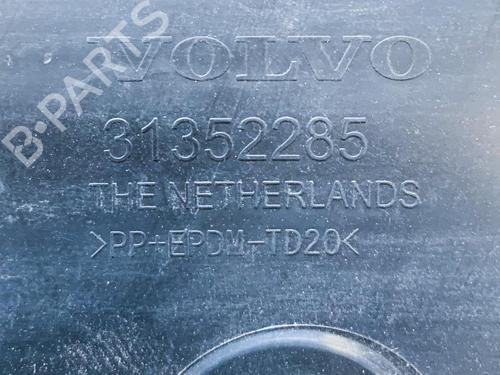 VOLVO
31352285
THE NETHERLANDS
>PP+EPDM-TD20<
B-PARTS